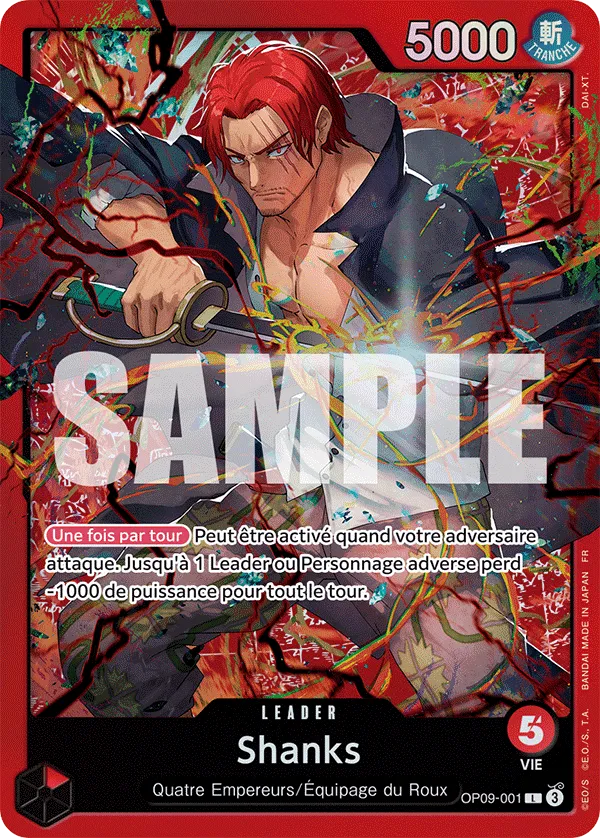 5000
斬
TRANCHE
DAI-XT.
SAMPLE
Une fois par tour Peut être activé quand votre adversaire
attaque. Jusqu'à 1 Leader ou Personnage adverse perd
-1000 de puissance pour tout le tour.
©EO/S ©E.O./S., T.A. BANDAI MADE IN JAPAN FR
LEADER
5
VIE
Shanks
Quatre Empereurs/Équipage du Roux
OP09-001 L 3